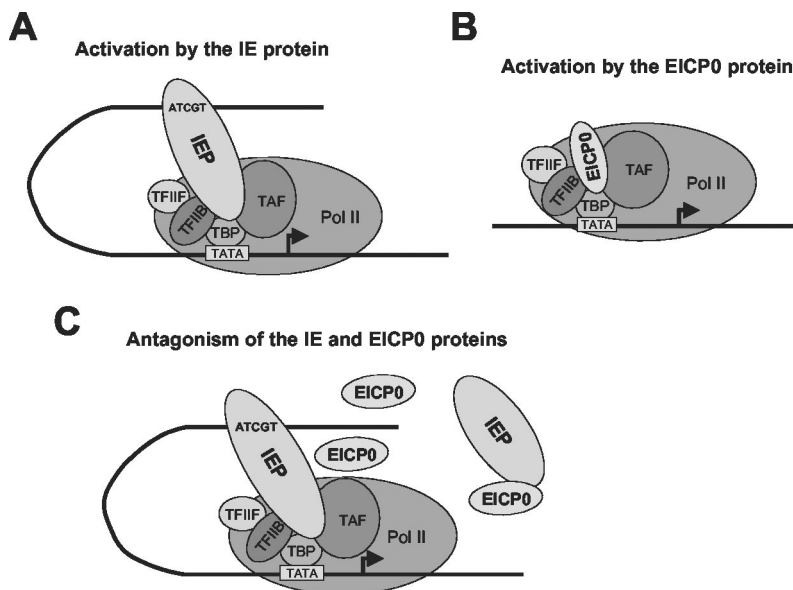 A
Activation by the IE protein
ATCGT
IEP
TFIIF
TFIIB
TAF
Pol II
TBP
TATA
B
Activation by the EICP0 protein
TFIIF
EICP0
TAF
TFIIB
Pol II
TBP
TATA
C
Antagonism of the IE and EICP0 proteins
EICP0
ATCGT
IEP
EICP0
IEP
EICP0
TFIIF
TFIIB
TAF
Pol II
TBP
TATA